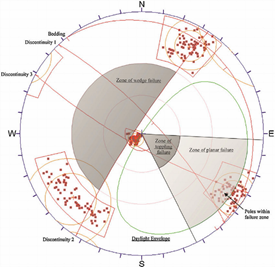 N
Bedding
Discontinuity 1
Discontinuity 3
Zone of wedge failure
W
E
Zone of
toppling
failure
Zone of planar failure
Poles within
failure zone
Discontinuity 2
Daylight Envelope
S